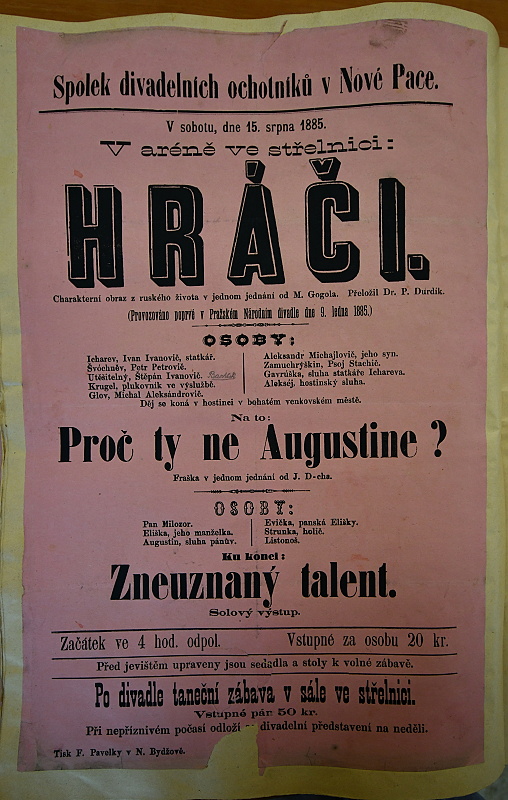 Spolek divadelních ochotníků v Nové Pace.
V sobotu, dne 15. srpna 1885.
V aréně ve střelnici:
HRÁČI.
Charakterní obraz z ruského života v jednom jednání od M. Gogola. Přeložil Dr. P. Durdík.
(Provozováno poprvé v Pražském Národním divadle dne 9. ledna 1885.)
OSOBY:
Icharev, Ivan Ivanovič, statkář.
Švóchněv, Petr Petrovič.
Utěšitelný, Štěpán Ivanovič.
Krugel, plukovník ve výslužbě.
Glov, Michal Aleksandrovič.
Aleksandr Michajlovič, jeho syn.
Zamuchryškin, Psoj Stachič.
Gavrúška, sluha statkáře Ichareva.
Alekséj, hostinský sluha.
Děj se koná v hostinci v bohatém venkovském městě.
Na to:
Proč ty ne Augustine ?
Fraška v jednom jednání od J. D-cha.
OSOBY:
Pan Milozor.
Eliška, jeho manželka.
Augustin, sluha pánův.
Evička, panská Elišky.
Strunka, holič.
Listonoš.
Ku konci:
Zneuznaný talent.
Solový výstup.
Začátek ve 4 hod. odpol. Vstupné za osobu 20 kr.
Před jevištěm upraveny jsou sedadla a stoly k volné zábavě.
Po divadle taneční zábava v sále ve střelnici.
Vstupné pár 50 kr.
Při nepříznivém počasí odloží se divadelní představení na neděli.
Tisk F. Pavelky v N. Bydžově.